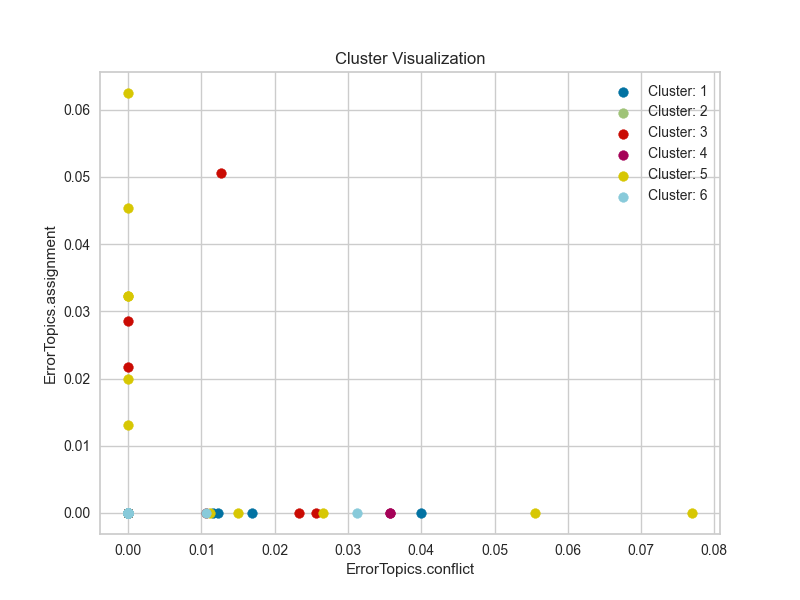 Cluster Visualization
Cluster: 1
Cluster: 2
Cluster: 3
Cluster: 4
Cluster: 5
Cluster: 6
0.06
0.05
0.04
0.03
0.02
0.01
0.00
ErrorTopics.assignment
0.00 0.01 0.02 0.03 0.04 0.05 0.06 0.07 0.08
ErrorTopics.conflict